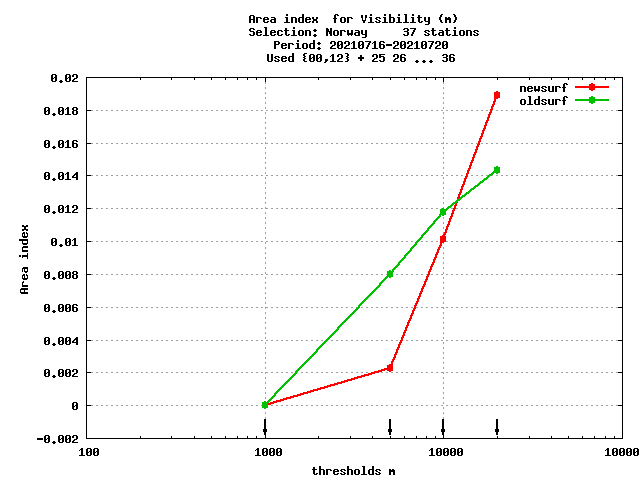 Area index  for Visibility (m)
Selection: Norway     37 stations
Period: 20210716-20210720
Used {00,12} + 25 26 ... 36
0.02
0.018
0.016
0.014
0.012
0.01
0.008
0.006
0.004
0.002
0
-0.002
Area index
newsurf
oldsurf
100
1000
10000
10000
thresholds m